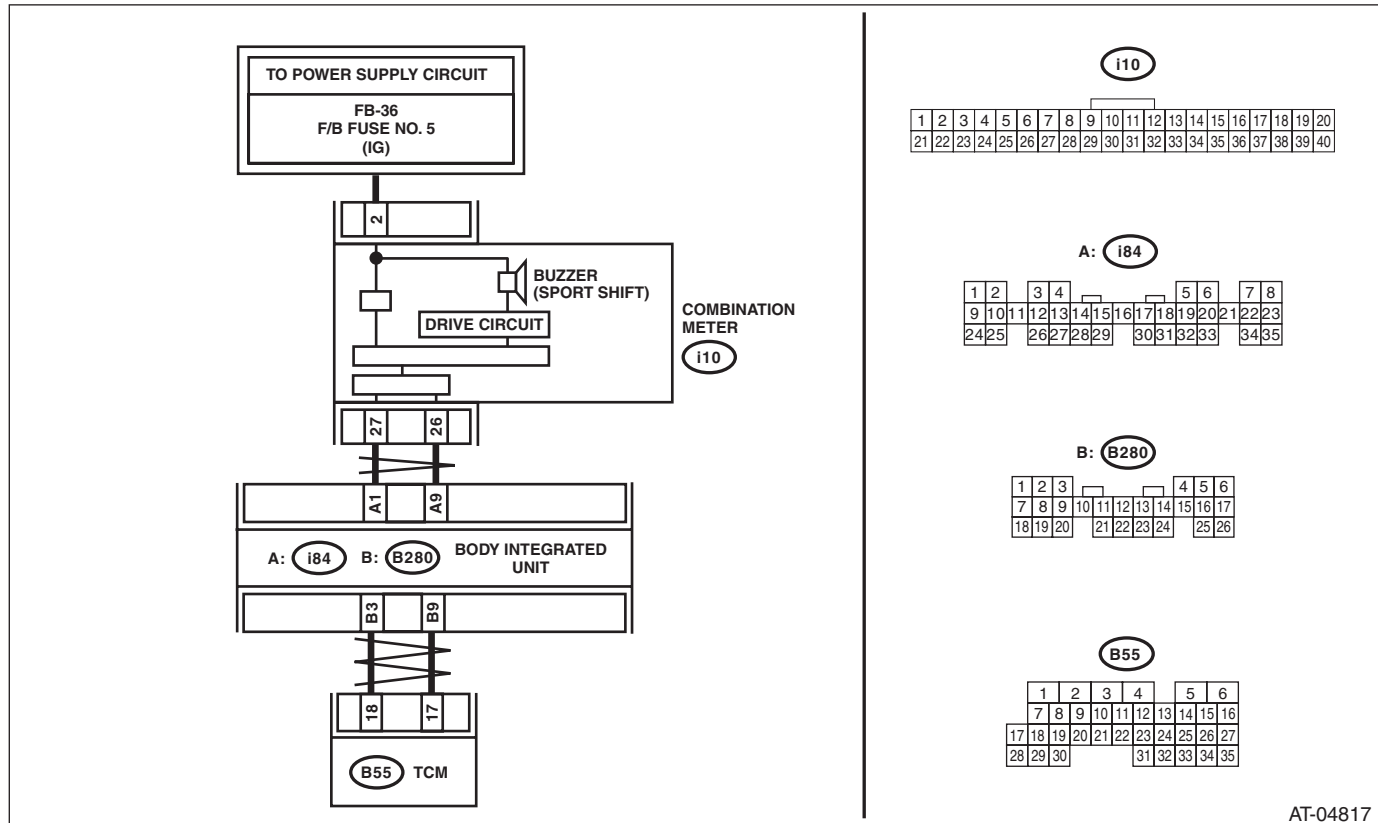 TO POWER SUPPLY CIRCUIT
FB-36
F/B FUSE NO. 5
(IG)
2
BUZZER
(SPORT SHIFT)
DRIVE CIRCUIT
COMBINATION
METER
i10
27 26
A1 A9
A: i84 B: B280 BODY INTEGRATED
UNIT
B3 B9
18 17
B55 TCM
i10
1 2 3 4 5 6 7 8 9 10 11 12 13 14 15 16 17 18 19 20
21 22 23 24 25 26 27 28 29 30 31 32 33 34 35 36 37 38 39 40
A: i84
1 2 3 4 5 6 7 8
9 10 11 12 13 14 15 16 17 18 19 20 21 22 23
24 25 26 27 28 29 30 31 32 33 34 35
B: B280
1 2 3 4 5 6
7 8 9 10 11 12 13 14 15 16 17
18 19 20 21 22 23 24 25 26
B55
1 2 3 4 5 6
7 8 9 10 11 12 13 14 15 16
17 18 19 20 21 22 23 24 25 26 27
28 29 30 31 32 33 34 35
AT-04817